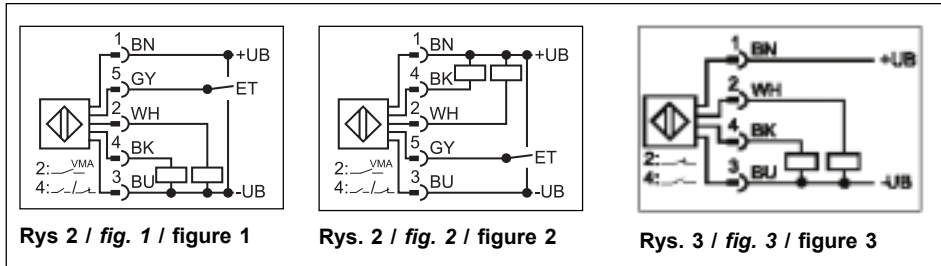 1 BN +UB
5 GY ET
2 WH
4 BK
2: VMA
4: /
3 BU -UB
Rys 2 / fig. 1 / figure 1
1 BN +UB
4 BK
2 WH
5 GY ET
2: VMA
4: /
3 BU -UB
Rys. 2 / fig. 2 / figure 2
1 BN +UB
2 WH
4 BK
2:
4:
3 BU -UB
Rys. 3 / fig. 3 / figure 3